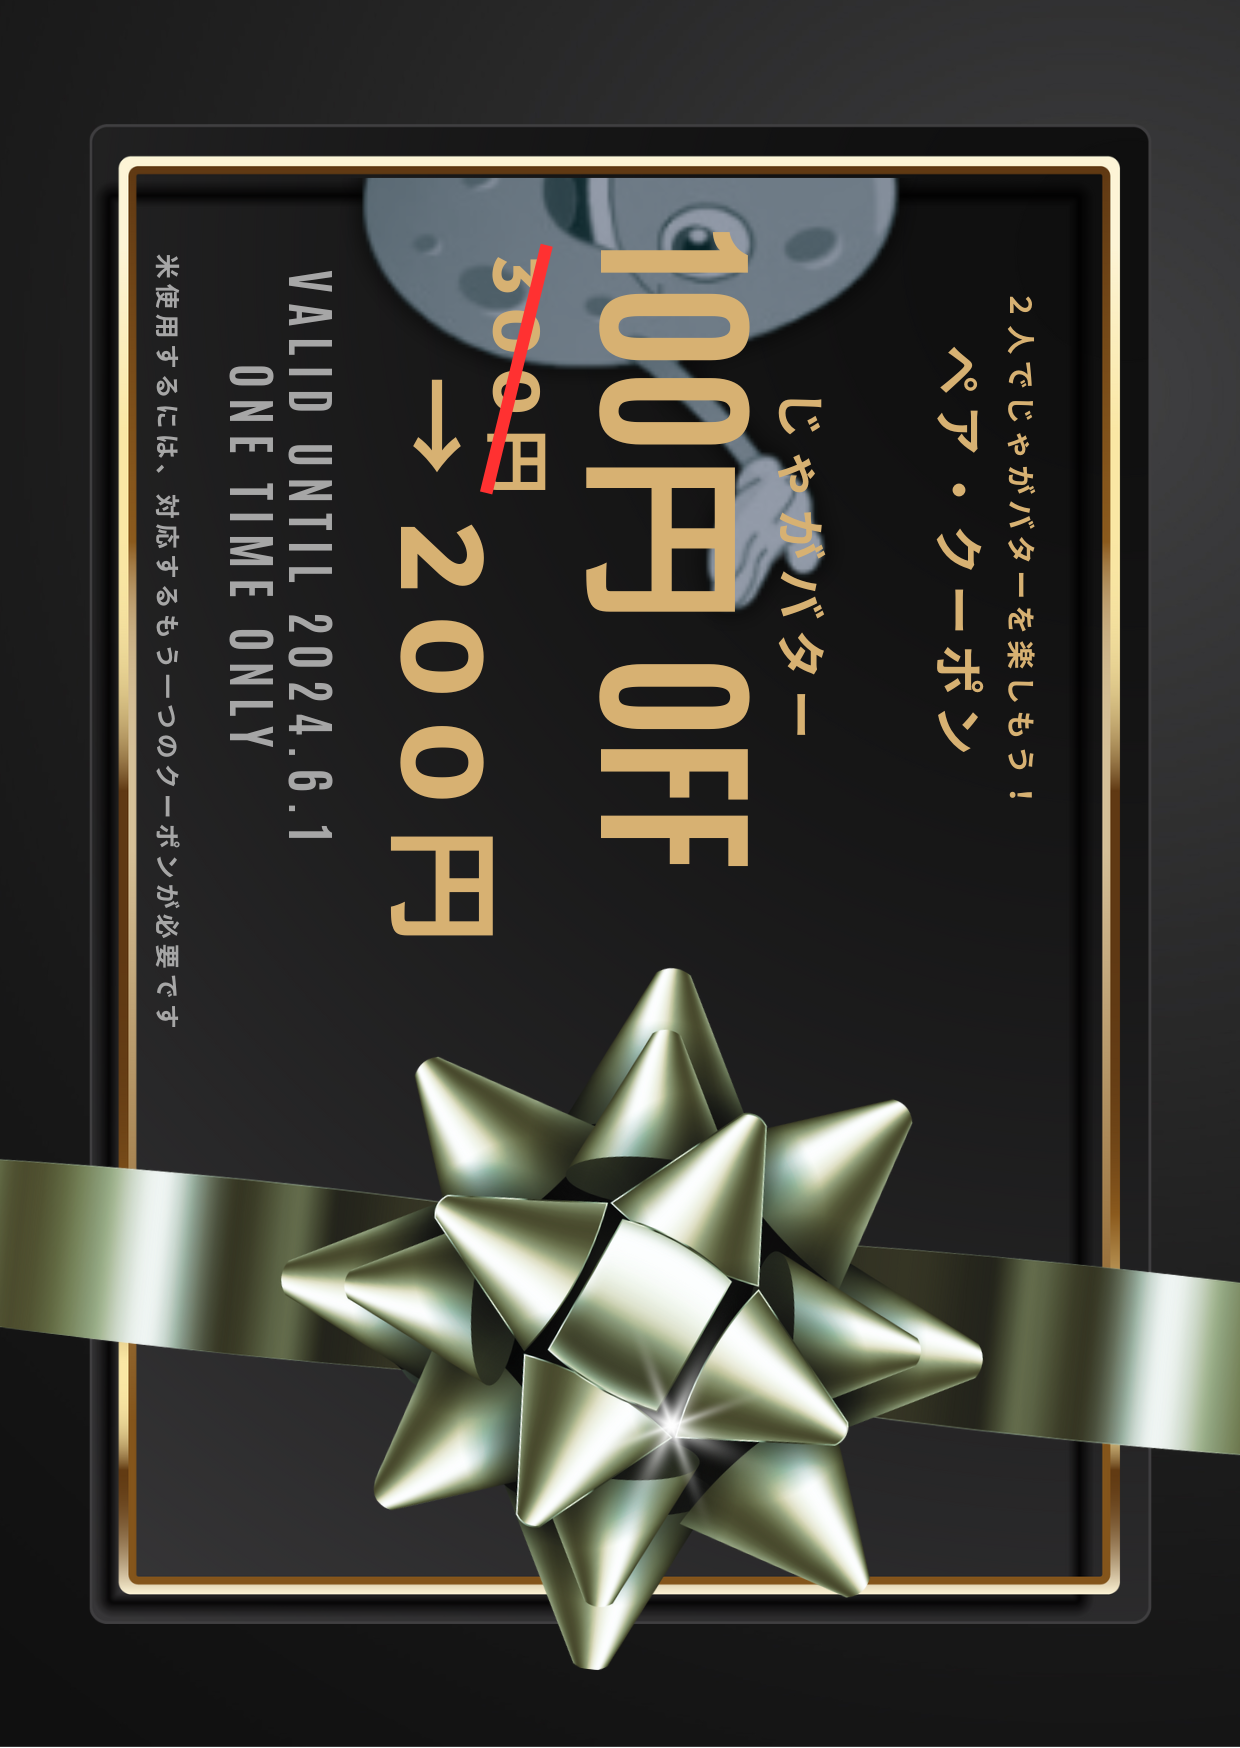 ２人でじゃがバターを楽しもう！
ペア・クーポン
じゃがバター
100円 OFF
300円
→ 200円
VALID UNTIL 2024.6.1
ONE TIME ONLY
米使用するには、対応するもう一つのクーポンが必要です